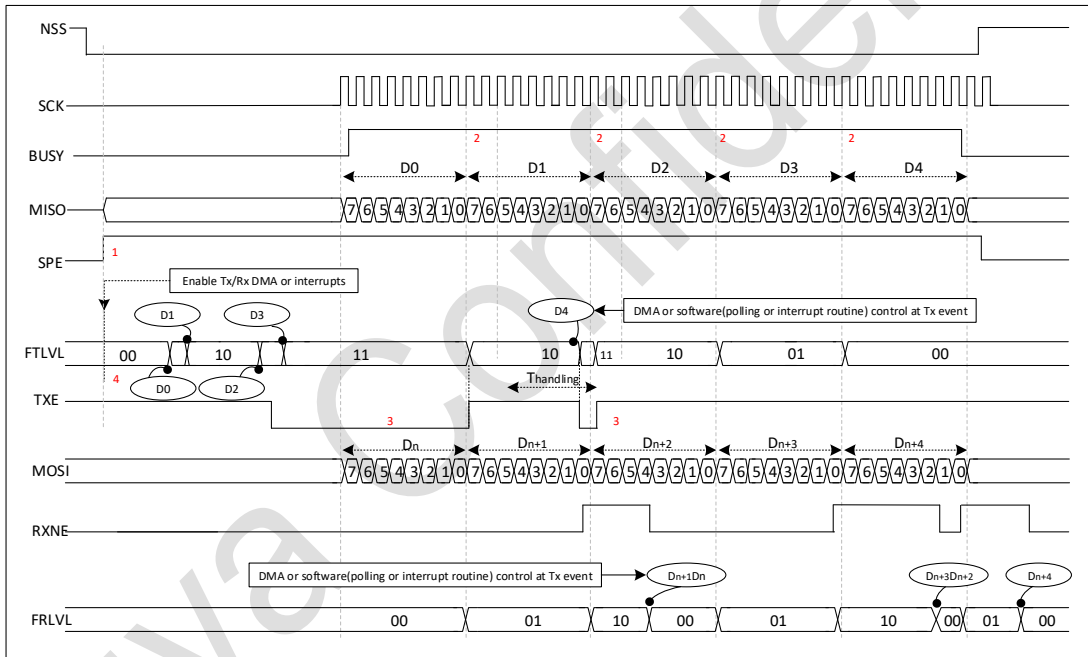 NSS
SCK
2 2 2 2
BUSY
D0 D1 D2 D3 D4
MISO 7 6 5 4 3 2 1 0 7 6 5 4 3 2 1 0 7 6 5 4 3 2 1 0 7 6 5 4 3 2 1 0 7 6 5 4 3 2 1 0
1
SPE
Enable Tx/Rx DMA or interrupts
D1 D3 D4 DMA or software(polling or interrupt routine) control at Tx event
FTLVL 00 10 11 10 11 10 01 00
4 D0 D2 Thandling
TXE 3 3
Dn Dn+1 Dn+2 Dn+3 Dn+4
MOSI 7 6 5 4 3 2 1 0 7 6 5 4 3 2 1 0 7 6 5 4 3 2 1 0 7 6 5 4 3 2 1 0 7 6 5 4 3 2 1 0
RXNE
DMA or software(polling or interrupt routine) control at Tx event Dn+1Dn Dn+3Dn+2 Dn+4
FRLVL 00 01 10 00 01 10 00 01 00